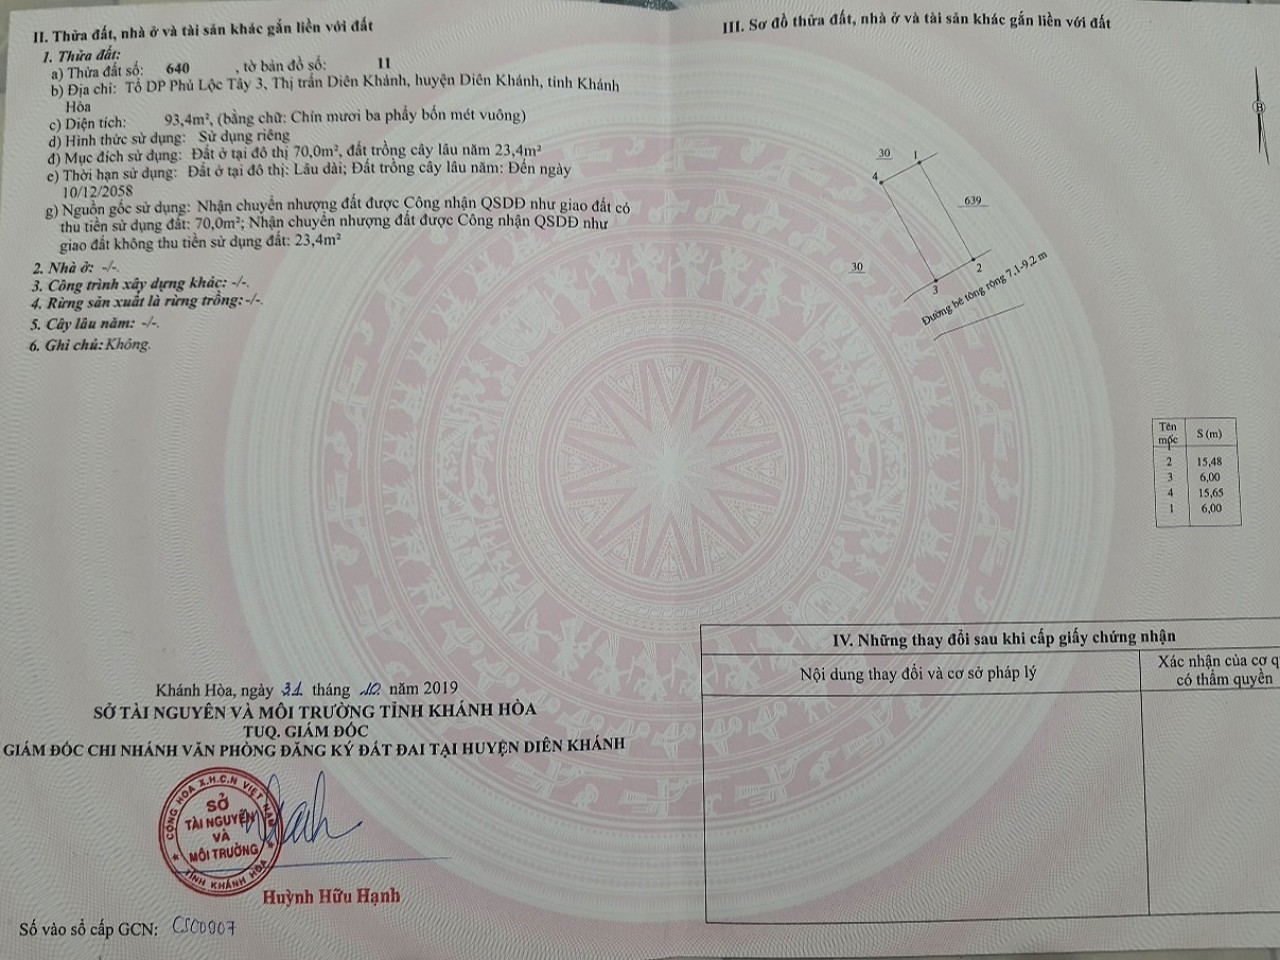 II. Thửa đất, nhà ở và tài sản khác gắn liền với đất
1. Thửa đất:
a) Thửa đất số: 640 , tờ bản đồ số: 11
b) Địa chỉ: Tổ DP Phú Lộc Tây 3, Thị trấn Diên Khánh, huyện Diên Khánh, tỉnh Khánh
Hòa
c) Diện tích: 93,4m², (bằng chữ: Chín mươi ba phẩy bốn mét vuông)
d) Hình thức sử dụng: Sử dụng riêng
đ) Mục đích sử dụng: Đất ở tại đô thị 70,0m², đất trồng cây lâu năm 23,4m²
e) Thời hạn sử dụng: Đất ở tại đô thị: Lâu dài; Đất trồng cây lâu năm: Đến ngày
10/12/2058
g) Nguồn gốc sử dụng: Nhận chuyển nhượng đất được Công nhận QSDĐ như giao đất có
thu tiền sử dụng đất: 70,0m²; Nhận chuyển nhượng đất được Công nhận QSDĐ như
giao đất không thu tiền sử dụng đất: 23,4m²
2. Nhà ở: -/-.
3. Công trình xây dựng khác: -/-.
4. Rừng sản xuất là rừng trồng: -/-.
5. Cây lâu năm: -/-.
6. Ghi chú: Không.
Khánh Hòa, ngày 31 tháng 10 năm 2019
SỞ TÀI NGUYÊN VÀ MÔI TRƯỜNG TỈNH KHÁNH HÒA
TUQ. GIÁM ĐỐC
GIÁM ĐỐC CHI NHÁNH VĂN PHÒNG ĐĂNG KÝ ĐẤT ĐAI TẠI HUYỆN DIÊN KHÁNH
CỘNG HÒA X.H.C.N VIỆT NAM
SỞ
TÀI NGUYÊN
VÀ
MÔI TRƯỜNG
TỈNH KHÁNH HÒA
Huỳnh Hữu Hạnh
Số vào sổ cấp GCN: CS00907
III. Sơ đồ thửa đất, nhà ở và tài sản khác gắn liền với đất
B
30
1
4
639
30
2
3
Đường bê tông rộng 7.1-9.2 m
Tên
mốc S (m)
2 15,48
3 6,00
4 15,65
1 6,00
IV. Những thay đổi sau khi cấp giấy chứng nhận
Nội dung thay đổi và cơ sở pháp lý
Xác nhận của cơ q
có thẩm quyền